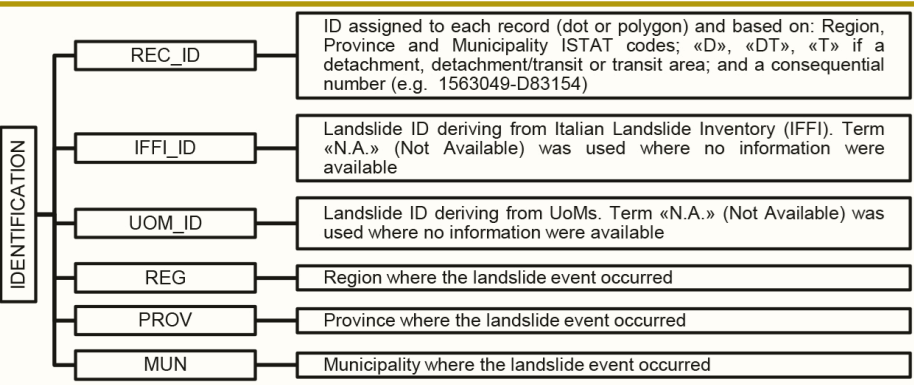 IDENTIFICATION
REC_ID
ID assigned to each record (dot or polygon) and based on: Region,
Province and Municipality ISTAT codes; «D», «DT», «T» if a
detachment, detachment/transit or transit area; and a consequential
number (e.g. 1563049-D83154)
IFFI_ID
Landslide ID deriving from Italian Landslide Inventory (IFFI). Term
«N.A.» (Not Available) was used where no information were
available
UOM_ID
Landslide ID deriving from UoMs. Term «N.A.» (Not Available) was
used where no information were available
REG
Region where the landslide event occurred
PROV
Province where the landslide event occurred
MUN
Municipality where the landslide event occurred